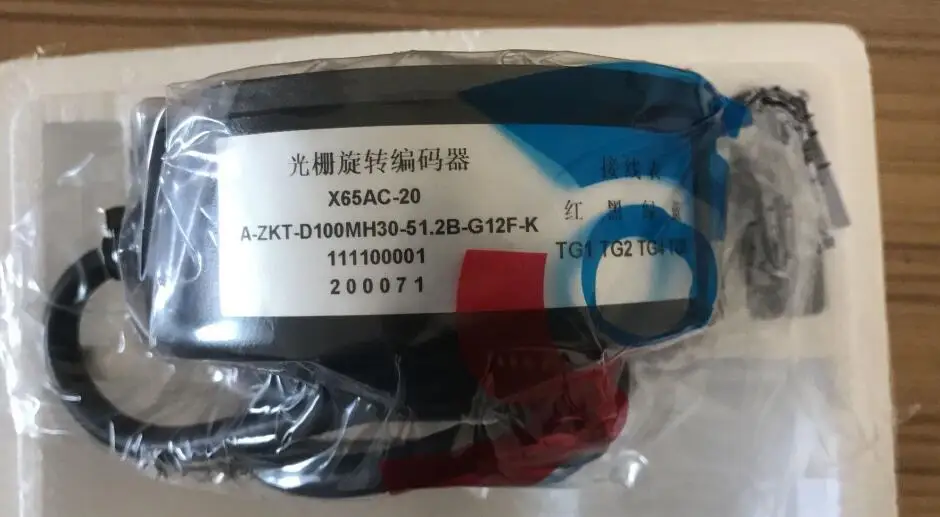 光栅旋转编码器
X65AC-20
A-ZKT-D100MH30-51.2B-G12F-K
111100001
200071
接线表
红 黑 绿
TG1 TG2